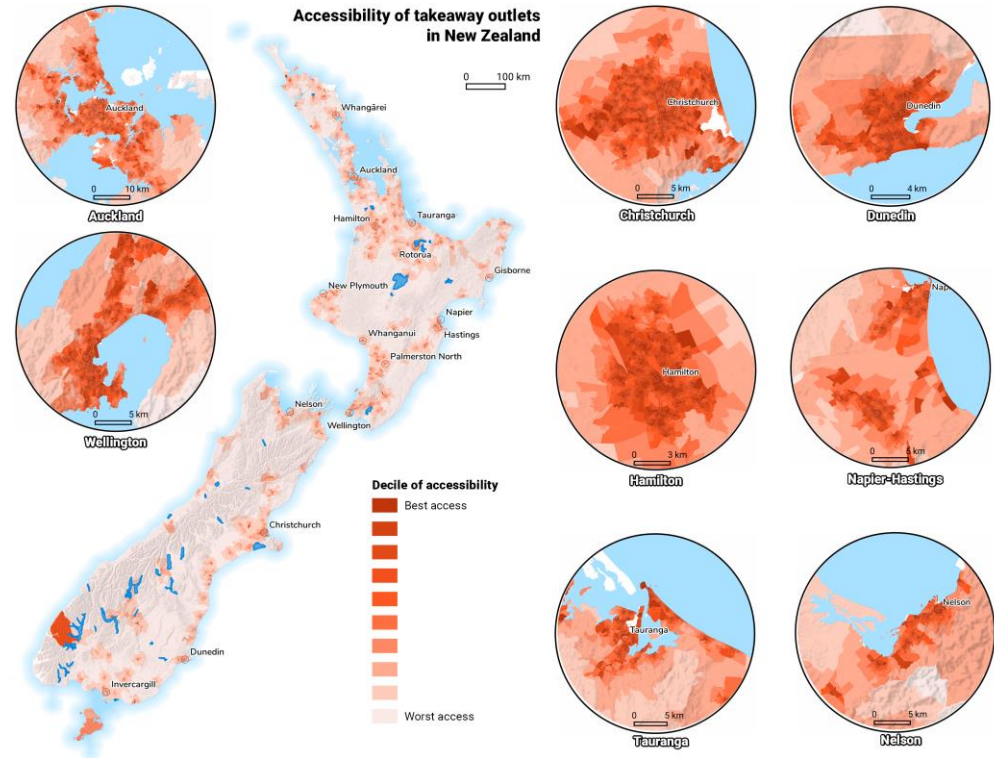 Accessibility of takeaway outlets
in New Zealand
0 100 km
Auckland
0 10 km
Auckland
Wellington
0 5 km
Whangārei
Auckland
Hamilton
Tauranga
Rotorua
Gisborne
New Plymouth
Napier
Hastings
Whanganui
Palmerston North
Nelson
Wellington
Christchurch
Dunedin
Invercargill
Decile of accessibility
Best access
Worst access
Christchurch
0 5 km
Christchurch
Dunedin
0 4 km
Dunedin
Hamilton
0 3 km
Hamilton
0 5 km
Napier-Hastings
Tauranga
0 5 km
Tauranga
Nelson
0 5 km
Nelson